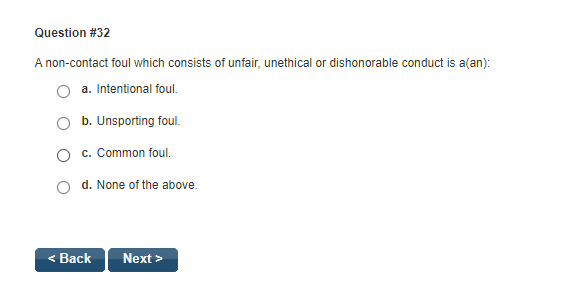 Question #32
A non-contact foul which consists of unfair, unethical or dishonorable conduct is a(an):
a. Intentional foul.
b. Unsporting foul.
c. Common foul.
d. None of the above.
< Back Next >